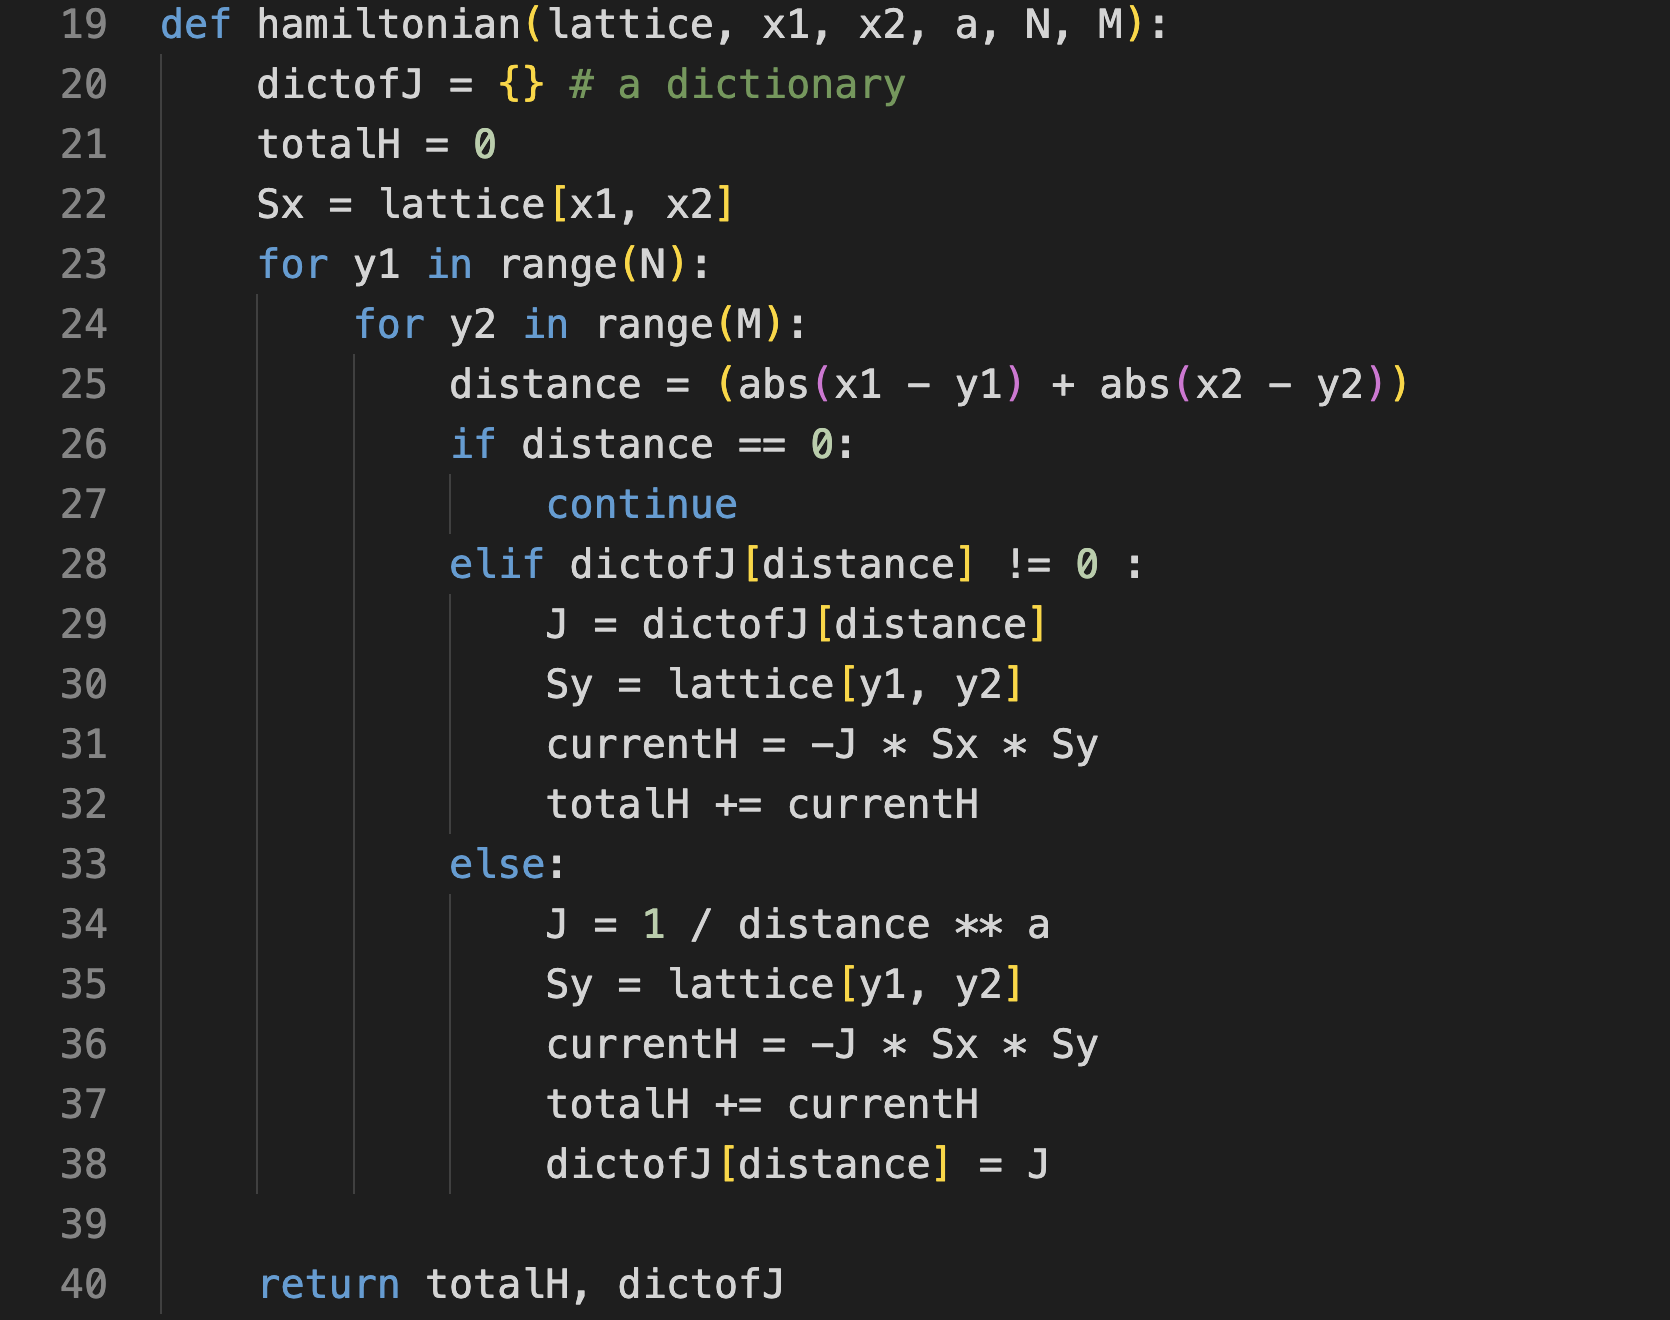 19 def hamiltonian(lattice, x1, x2, a, N, M):
20     dictofJ = {} # a dictionary
21     totalH = 0
22     Sx = lattice[x1, x2]
23     for y1 in range(N):
24         for y2 in range(M):
25             distance = (abs(x1 - y1) + abs(x2 - y2))
26             if distance == 0:
27                 continue
28             elif dictofJ[distance] != 0 :
29                 J = dictofJ[distance]
30                 Sy = lattice[y1, y2]
31                 currentH = -J * Sx * Sy
32                 totalH += currentH
33             else:
34                 J = 1 / distance ** a
35                 Sy = lattice[y1, y2]
36                 currentH = -J * Sx * Sy
37                 totalH += currentH
38                 dictofJ[distance] = J
39
40     return totalH, dictofJ